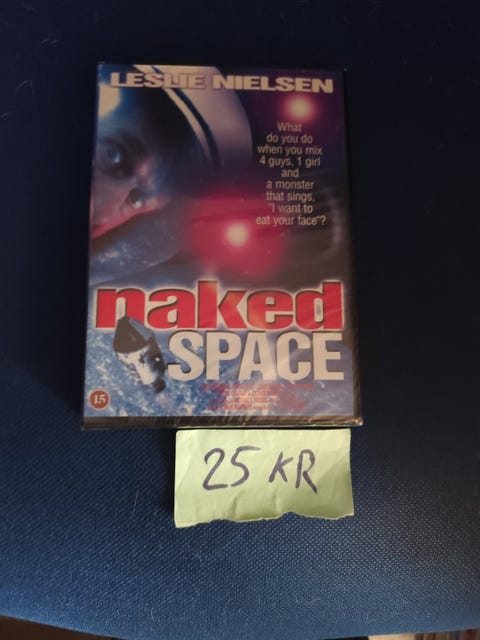 LESLIE NIELSEN
What
do you do
when you mix
4 guys, 1 girl
and
a monster
that sings,
"I want to
eat your face"?
naked
SPACE
15
25 KR